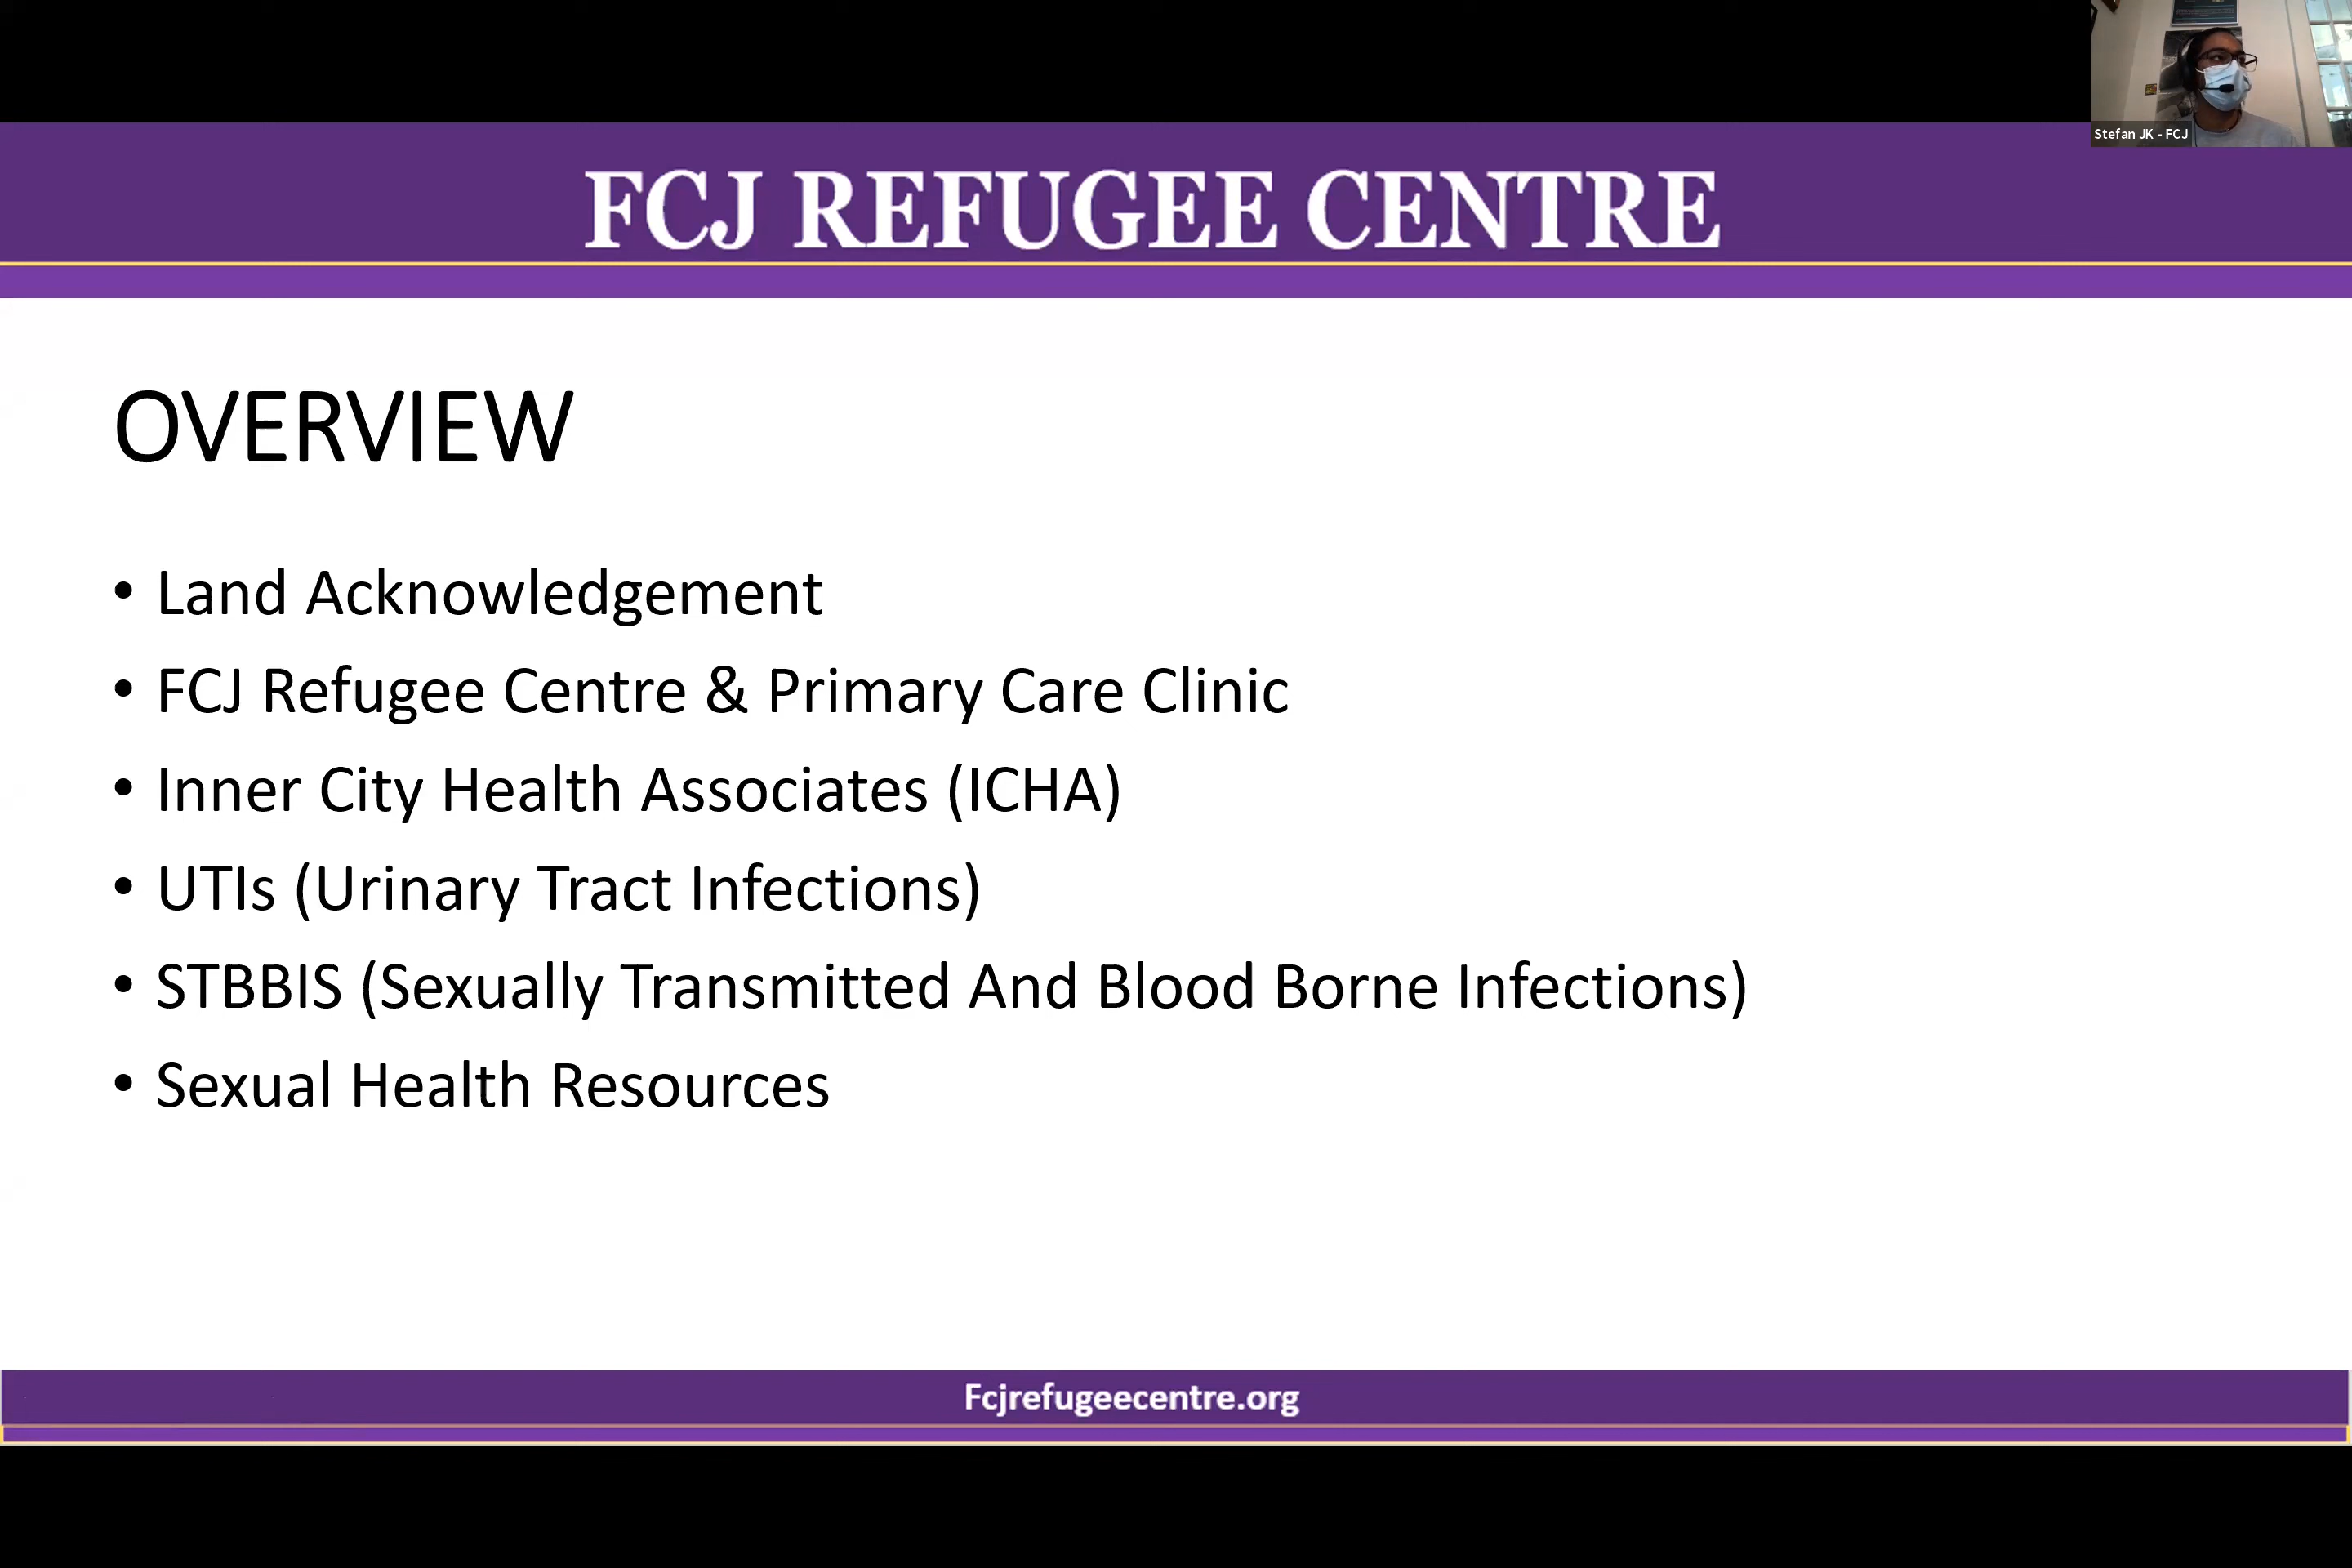 Stefan JK - FCJ
FCJ REFUGEE CENTRE
OVERVIEW
• Land Acknowledgement
• FCJ Refugee Centre & Primary Care Clinic
• Inner City Health Associates (ICHA)
• UTIs (Urinary Tract Infections)
• STBBIS (Sexually Transmitted And Blood Borne Infections)
• Sexual Health Resources
Fcjrefugeecentre.org